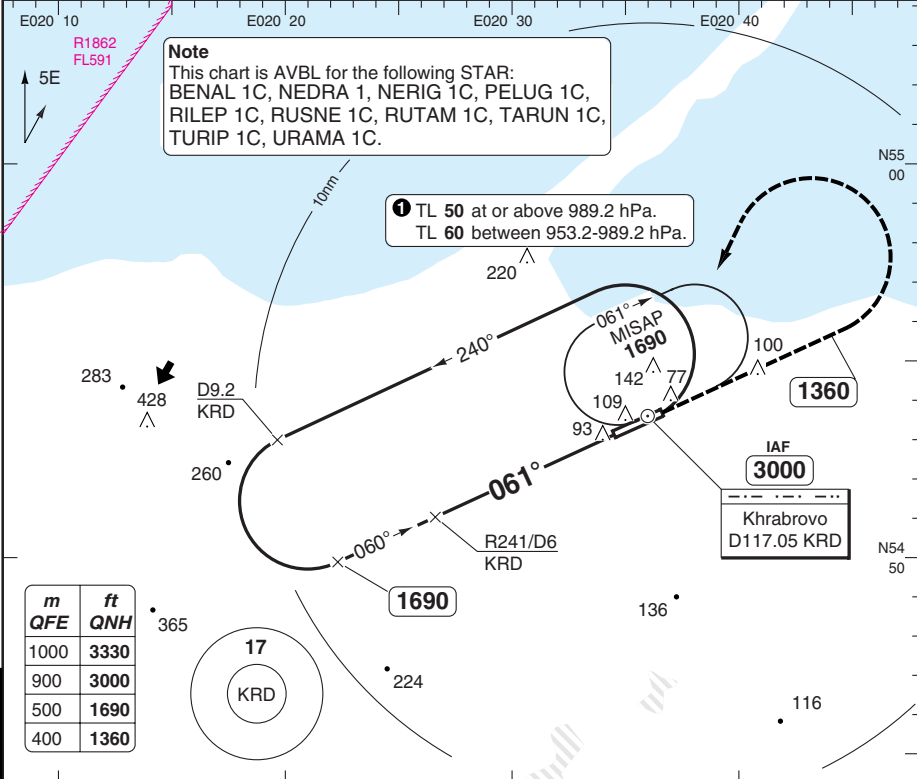 E020 10
E020 20
E020 30
E020 40
R1862
FL591
5E
Note
This chart is AVBL for the following STAR:
BENAL 1C, NEDRA 1, NERIG 1C, PELUG 1C,
RILEP 1C, RUSNE 1C, RUTAM 1C, TARUN 1C,
TURIP 1C, URAMA 1C.
N55
00
10nm
1 TL 50 at or above 989.2 hPa.
TL 60 between 953.2-989.2 hPa.
220
061°
MISAP
1690
240°
283
428
D9.2
KRD
142
77
100
109
93
1360
260
061°
IAF
3000
Khrabrovo
D117.05 KRD
060°
R241/D6
KRD
N54
50
1690
136
m ft
QFE QNH
1000 3330
900 3000
500 1690
400 1360
365
17
KRD
224
116